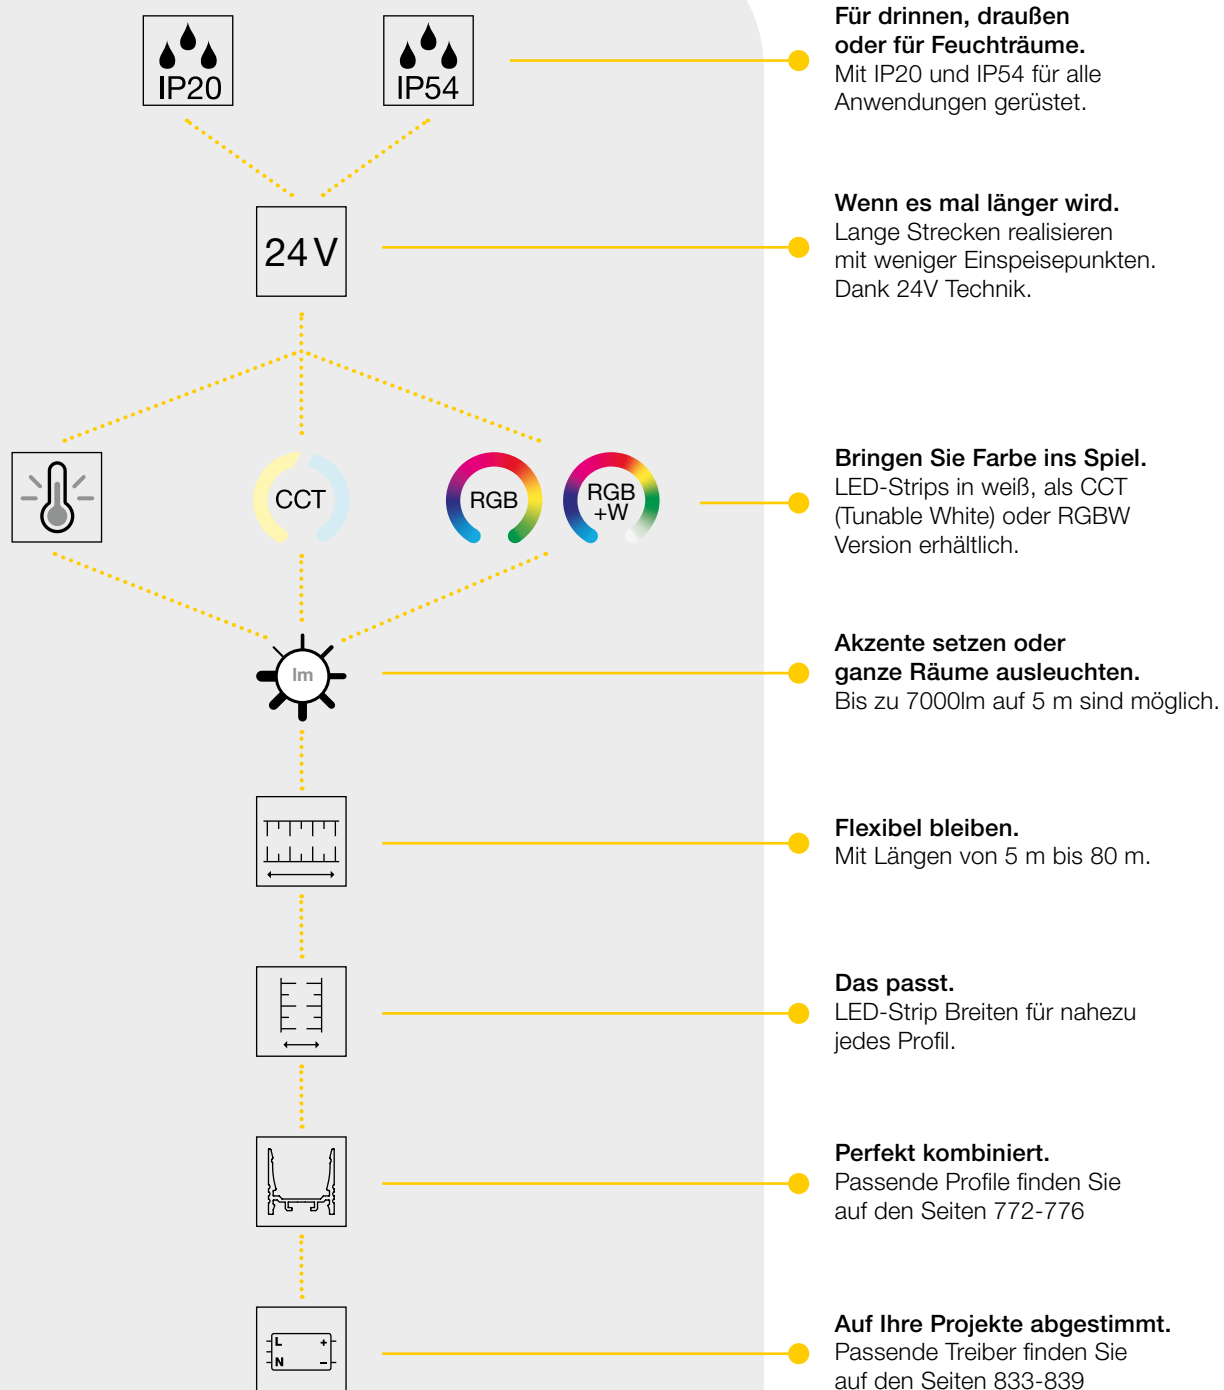 IP20
IP54
Für drinnen, draußen
oder für Feuchträume.
Mit IP20 und IP54 für alle
Anwendungen gerüstet.
24 V
Wenn es mal länger wird.
Lange Strecken realisieren
mit weniger Einspeisepunkten.
Dank 24V Technik.
CCT
RGB
RGB
+W
Bringen Sie Farbe ins Spiel.
LED-Strips in weiß, als CCT
(Tunable White) oder RGBW
Version erhältlich.
lm
Akzente setzen oder
ganze Räume ausleuchten.
Bis zu 7000lm auf 5 m sind möglich.
Flexibel bleiben.
Mit Längen von 5 m bis 80 m.
Das passt.
LED-Strip Breiten für nahezu
jedes Profil.
Perfekt kombiniert.
Passende Profile finden Sie
auf den Seiten 772-776
L +
N –
Auf Ihre Projekte abgestimmt.
Passende Treiber finden Sie
auf den Seiten 833-839